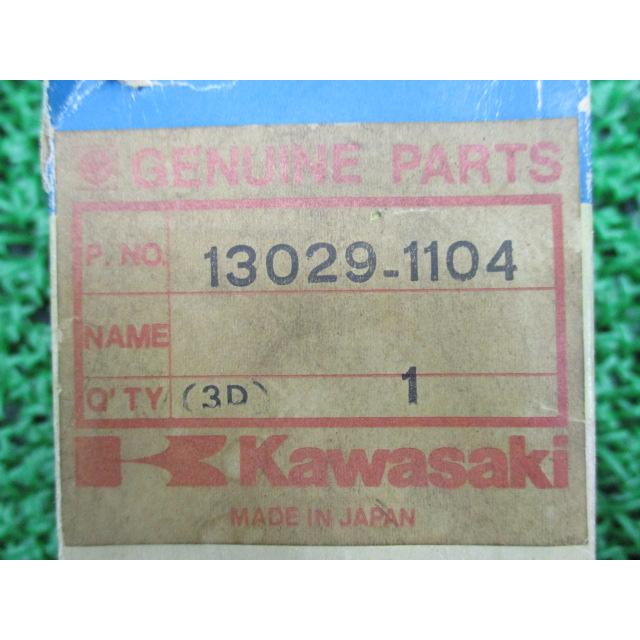 GENUINE PARTS
P. NO. 13029-1104
NAME
Q'TY (3D) 1
Kawasaki
MADE IN JAPAN